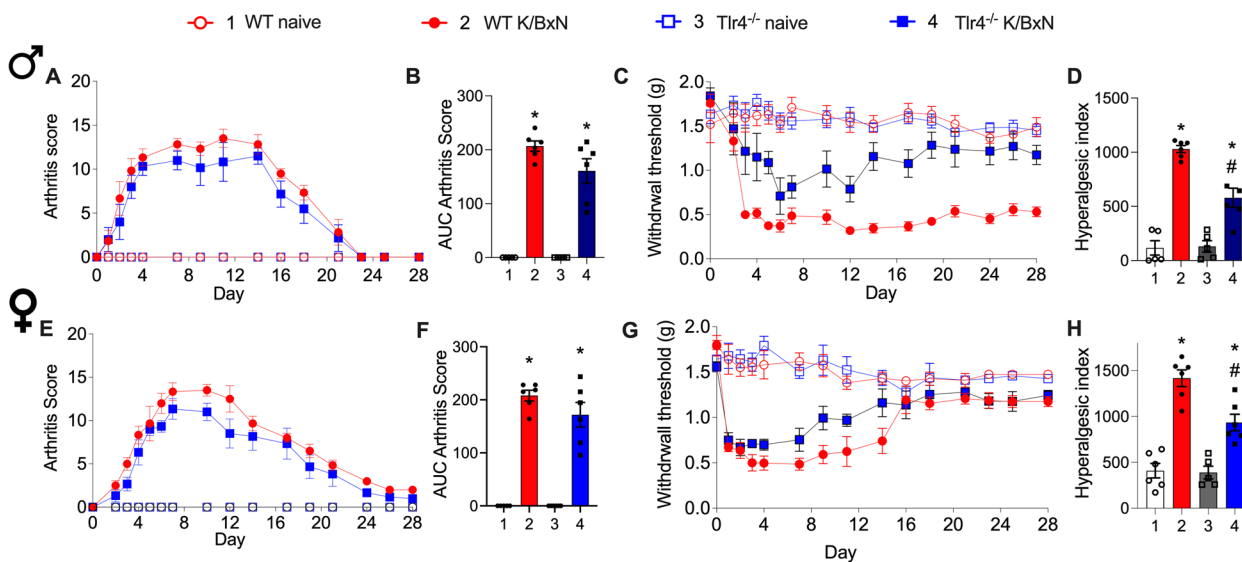 1 WT naive 2 WT K/BxN 3 Tlr4-/- naive 4 Tlr4-/- K/BxN
♂ A B C D
20 15 10 5 0
Arthritis score
0 4 8 12 16 20 24 28
Day
300 200 100 0
AUC Arthritis Score
* *
1 2 3 4
2.0 1.5 1.0 0.5 0.0
Withdrwal threshold (g)
0 4 8 12 16 20 24 28
Day
1500 1000 500 0
Hyperalgesic index
* * #
1 2 3 4
♀ E F G H
20 15 10 5 0
Arthritis score
0 4 8 12 16 20 24 28
Day
300 200 100 0
AUC Arthritis Score
* *
1 2 3 4
2.0 1.5 1.0 0.5 0.0
Withdrwall threshold (g)
0 4 8 12 16 20 24 28
Day
1500 1000 500 0
Hyperalgesic index
* * #
1 2 3 4